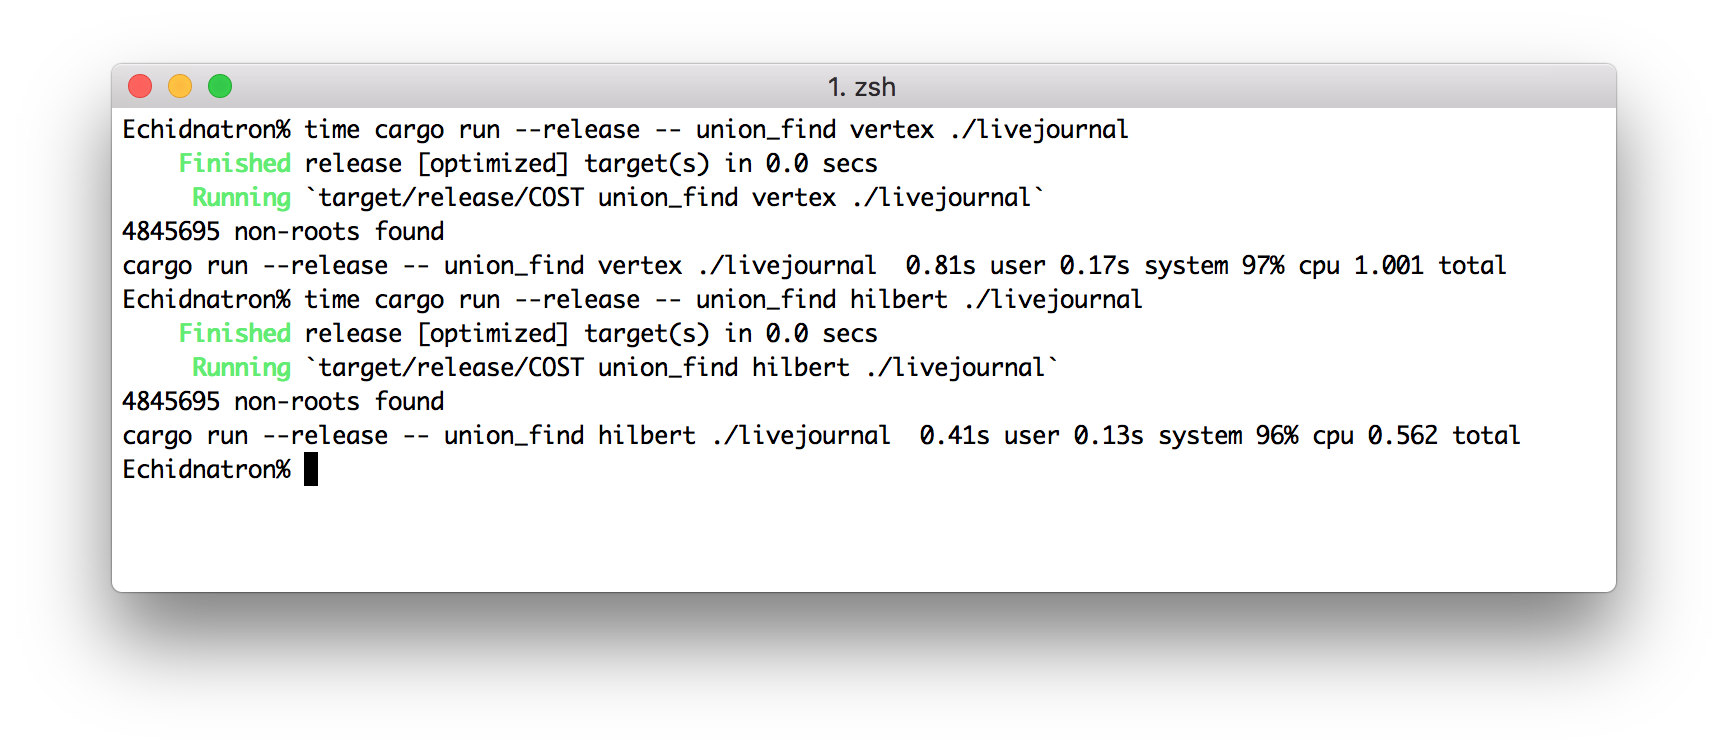 1. zsh
Echidnatron% time cargo run --release -- union_find vertex ./livejournal
    Finished release [optimized] target(s) in 0.0 secs
     Running `target/release/COST union_find vertex ./livejournal`
4845695 non-roots found
cargo run --release -- union_find vertex ./livejournal  0.81s user 0.17s system 97% cpu 1.001 total
Echidnatron% time cargo run --release -- union_find hilbert ./livejournal
    Finished release [optimized] target(s) in 0.0 secs
     Running `target/release/COST union_find hilbert ./livejournal`
4845695 non-roots found
cargo run --release -- union_find hilbert ./livejournal  0.41s user 0.13s system 96% cpu 0.562 total
Echidnatron%